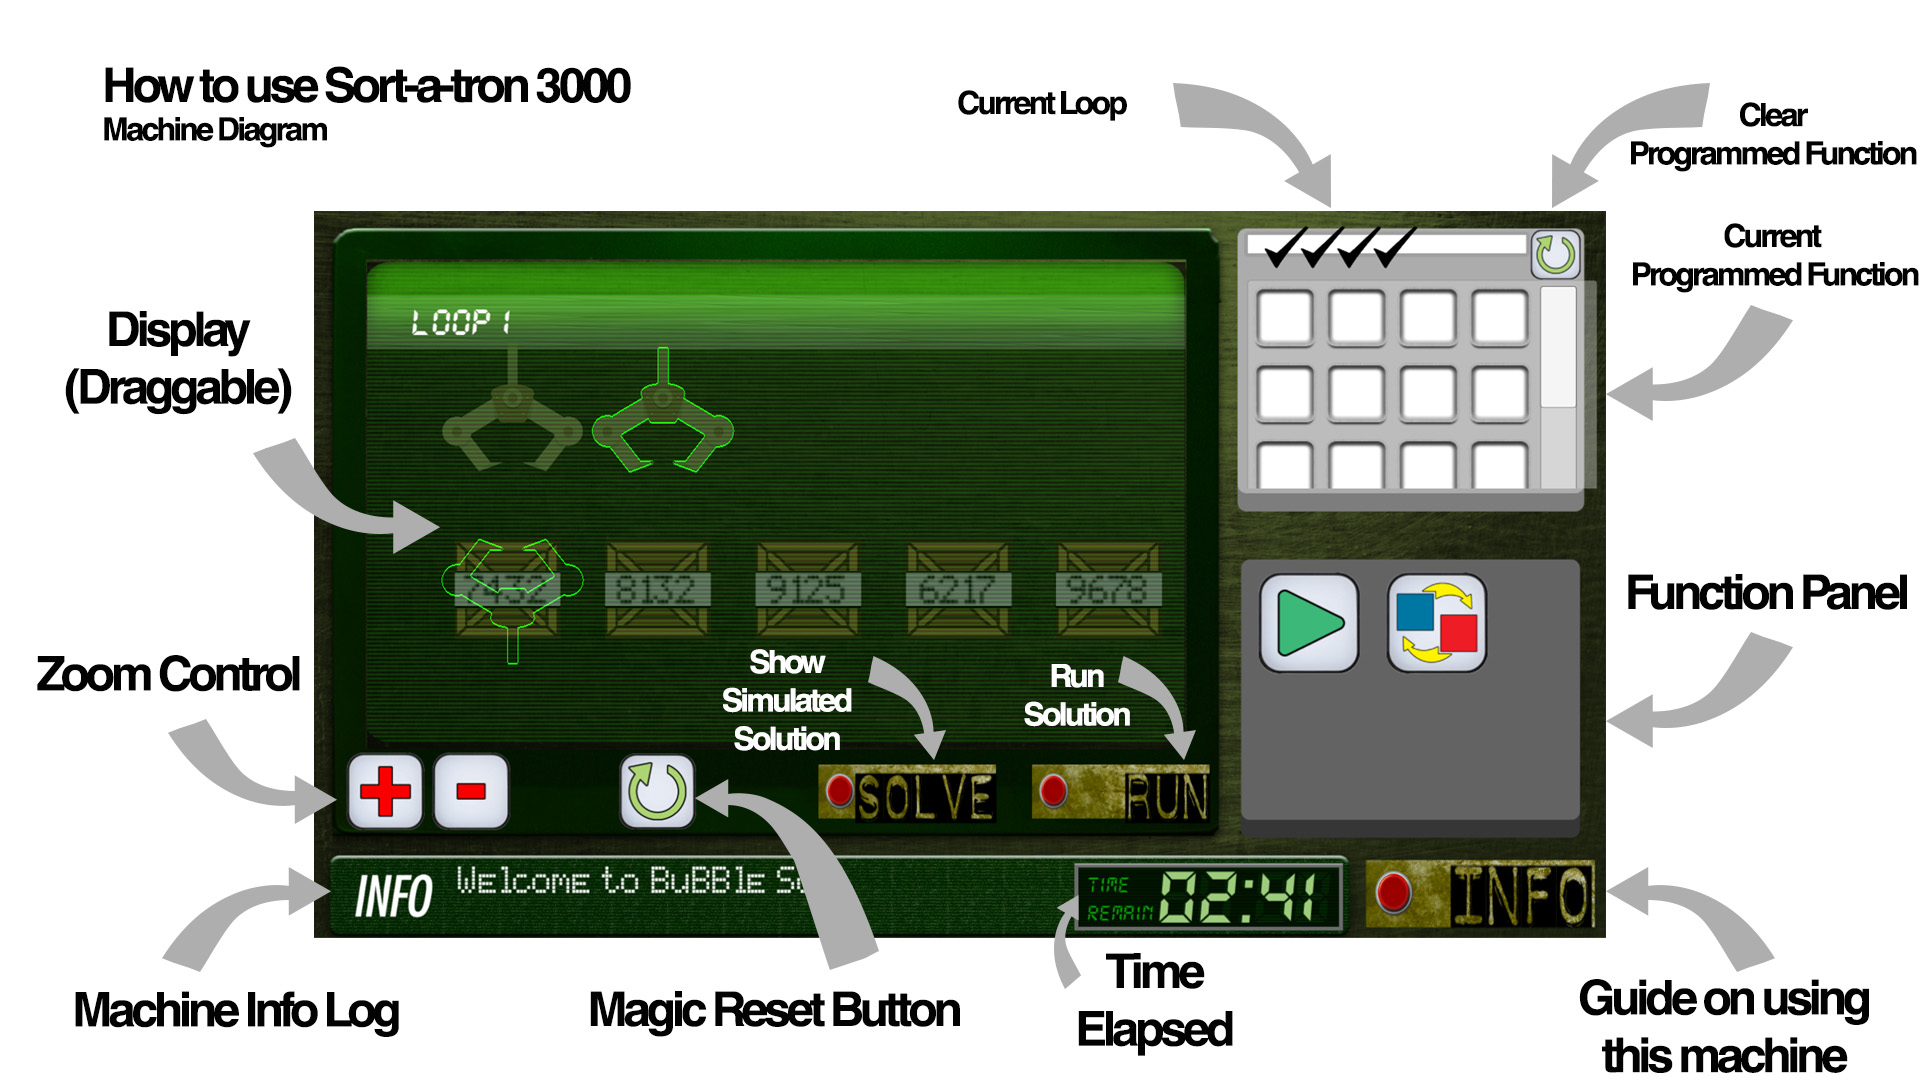 How to use Sort-a-tron 3000
Machine Diagram
Current Loop
Clear
Programmed Function
Current
Programmed Function
Display
(Draggable)
LOOP1
7432
8132
9125
6217
9678
Function Panel
Zoom Control
Show
Simulated
Solution
Run
Solution
SOLVE
RUN
INFO
Welcome to BuBBle
TIME
REMAIN
02:41
INFO
Machine Info Log
Magic Reset Button
Time
Elapsed
Guide on using
this machine